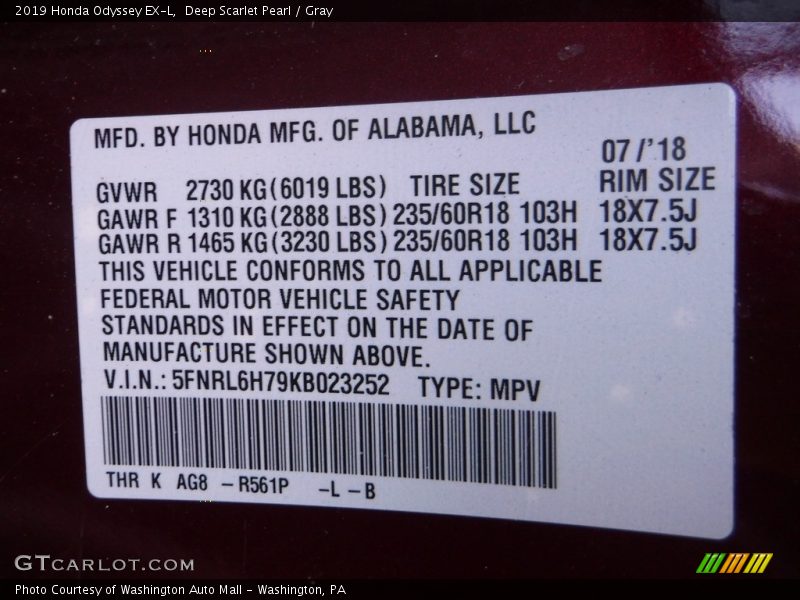 2019 Honda Odyssey EX-L, Deep Scarlet Pearl / Gray
MFD. BY HONDA MFG. OF ALABAMA, LLC
07/'18
GVWR 2730 KG(6019 LBS) TIRE SIZE RIM SIZE
GAWR F 1310 KG(2888 LBS) 235/60R18 103H 18X7.5J
GAWR R 1465 KG(3230 LBS) 235/60R18 103H 18X7.5J
THIS VEHICLE CONFORMS TO ALL APPLICABLE
FEDERAL MOTOR VEHICLE SAFETY
STANDARDS IN EFFECT ON THE DATE OF
MANUFACTURE SHOWN ABOVE.
V.I.N.: 5FNRL6H79KB023252 TYPE: MPV
THR K AG8 - R561P -L -B
GTCARLOT.COM
Photo Courtesy of Washington Auto Mall - Washington, PA